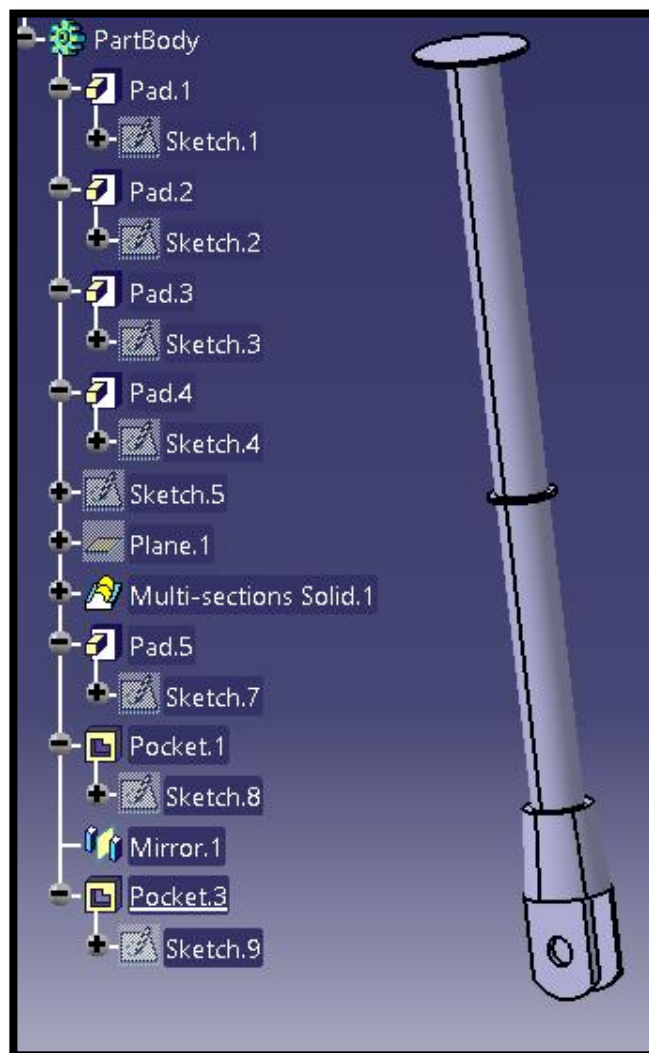 PartBody
Pad.1
Sketch.1
Pad.2
Sketch.2
Pad.3
Sketch.3
Pad.4
Sketch.4
Sketch.5
Plane.1
Multi-sections Solid.1
Pad.5
Sketch.7
Pocket.1
Sketch.8
Mirror.1
Pocket.3
Sketch.9